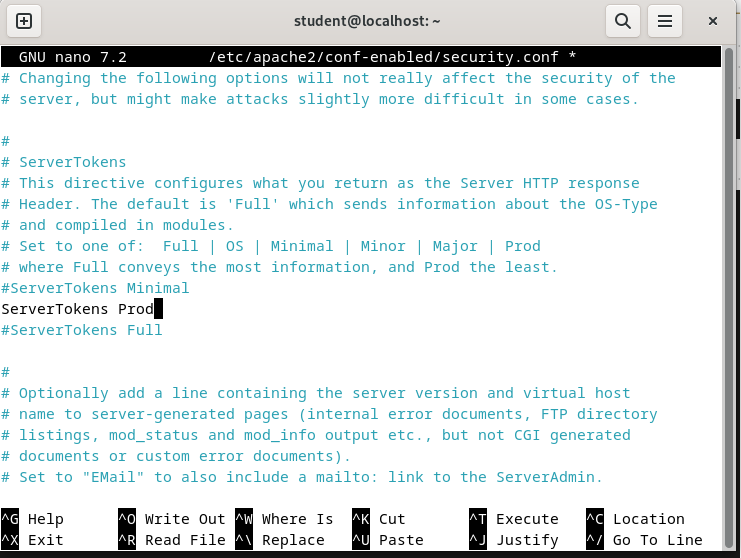 student@localhost: ~
GNU nano 7.2 /etc/apache2/conf-enabled/security.conf *
# Changing the following options will not really affect the security of the
# server, but might make attacks slightly more difficult in some cases.
#
# ServerTokens
# This directive configures what you return as the Server HTTP response
# Header. The default is 'Full' which sends information about the OS-Type
# and compiled in modules.
# Set to one of:  Full | OS | Minimal | Minor | Major | Prod
# where Full conveys the most information, and Prod the least.
#ServerTokens Minimal
ServerTokens Prod
#ServerTokens Full
#
# Optionally add a line containing the server version and virtual host
# name to server-generated pages (internal error documents, FTP directory
# listings, mod_status and mod_info output etc., but not CGI generated
# documents or custom error documents).
# Set to "EMail" to also include a mailto: link to the ServerAdmin.
^G Help ^O Write Out ^W Where Is ^K Cut ^T Execute ^C Location
^X Exit ^R Read File ^\ Replace ^U Paste ^J Justify ^/ Go To Line